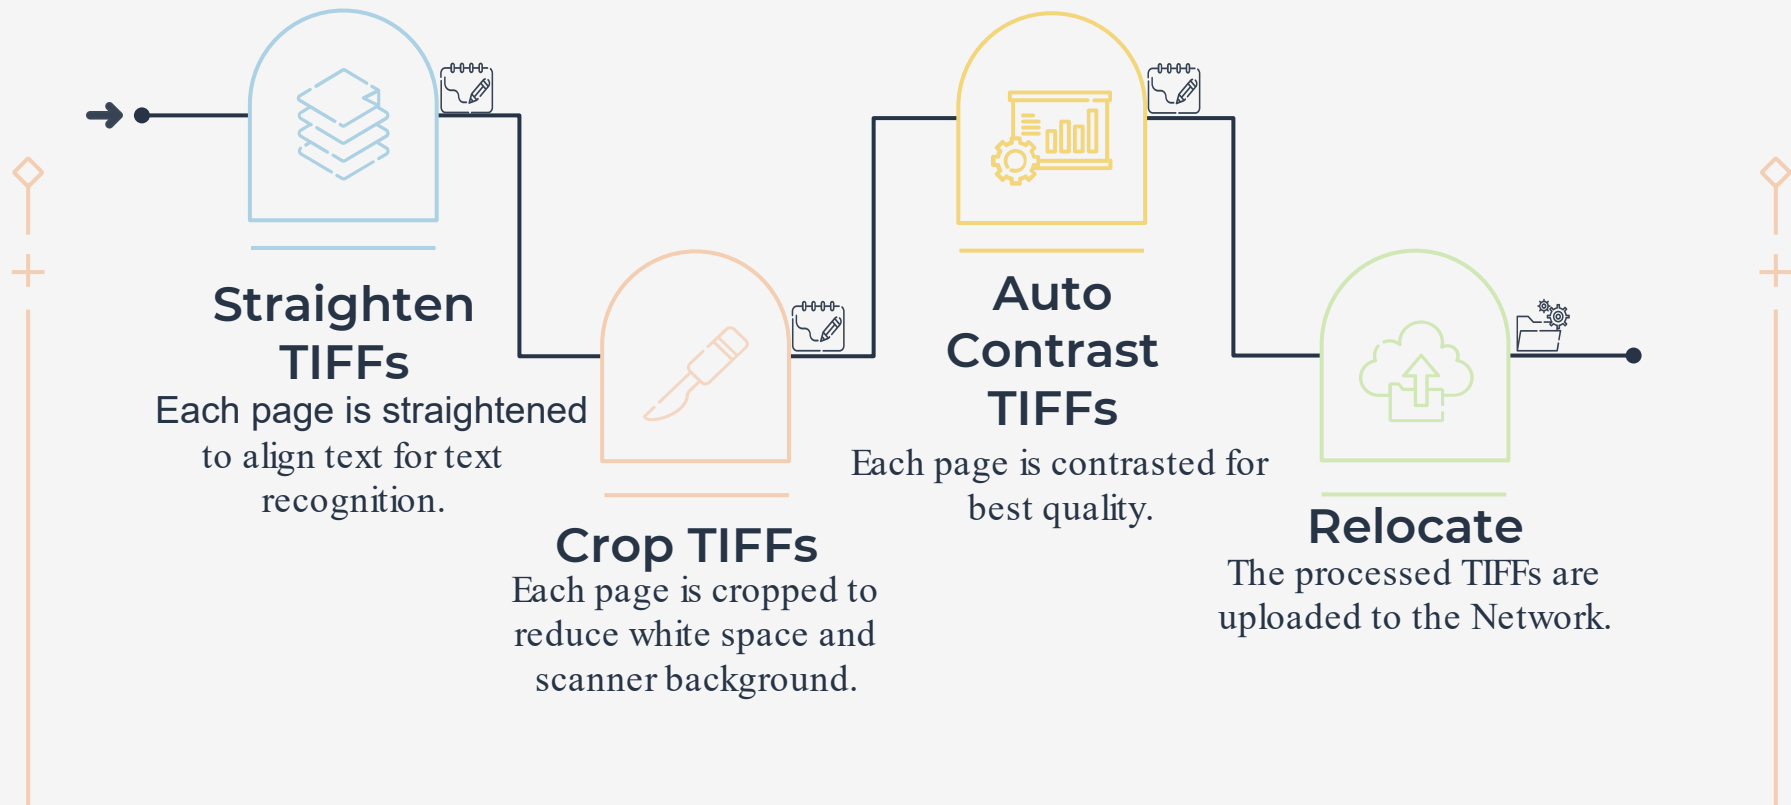 Straighten
TIFFs
Each page is straightened
to align text for text
recognition.
Crop TIFFs
Each page is cropped to
reduce white space and
scanner background.
Auto
Contrast
TIFFs
Each page is contrasted for
best quality.
Relocate
The processed TIFFs are
uploaded to the Network.